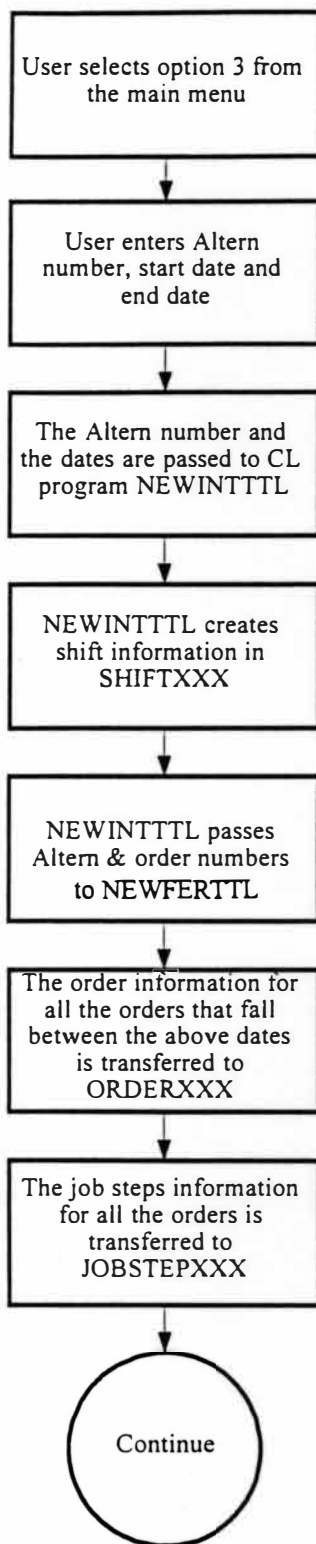 User selects option 3 from
the main menu
User enters Altern
number, start date and
end date
The Altern number and
the dates are passed to CL
program NEWINTTTL
NEWINTTTL creates
shift information in
SHIFTXXX
NEWINTTTL passes
Altern & order numbers
to NEWFERTTL
The order information for
all the orders that fall
between the above dates
is transferred to
ORDERXXX
The job steps information
for all the orders is
transferred to
JOBSTEPXXX
Continue